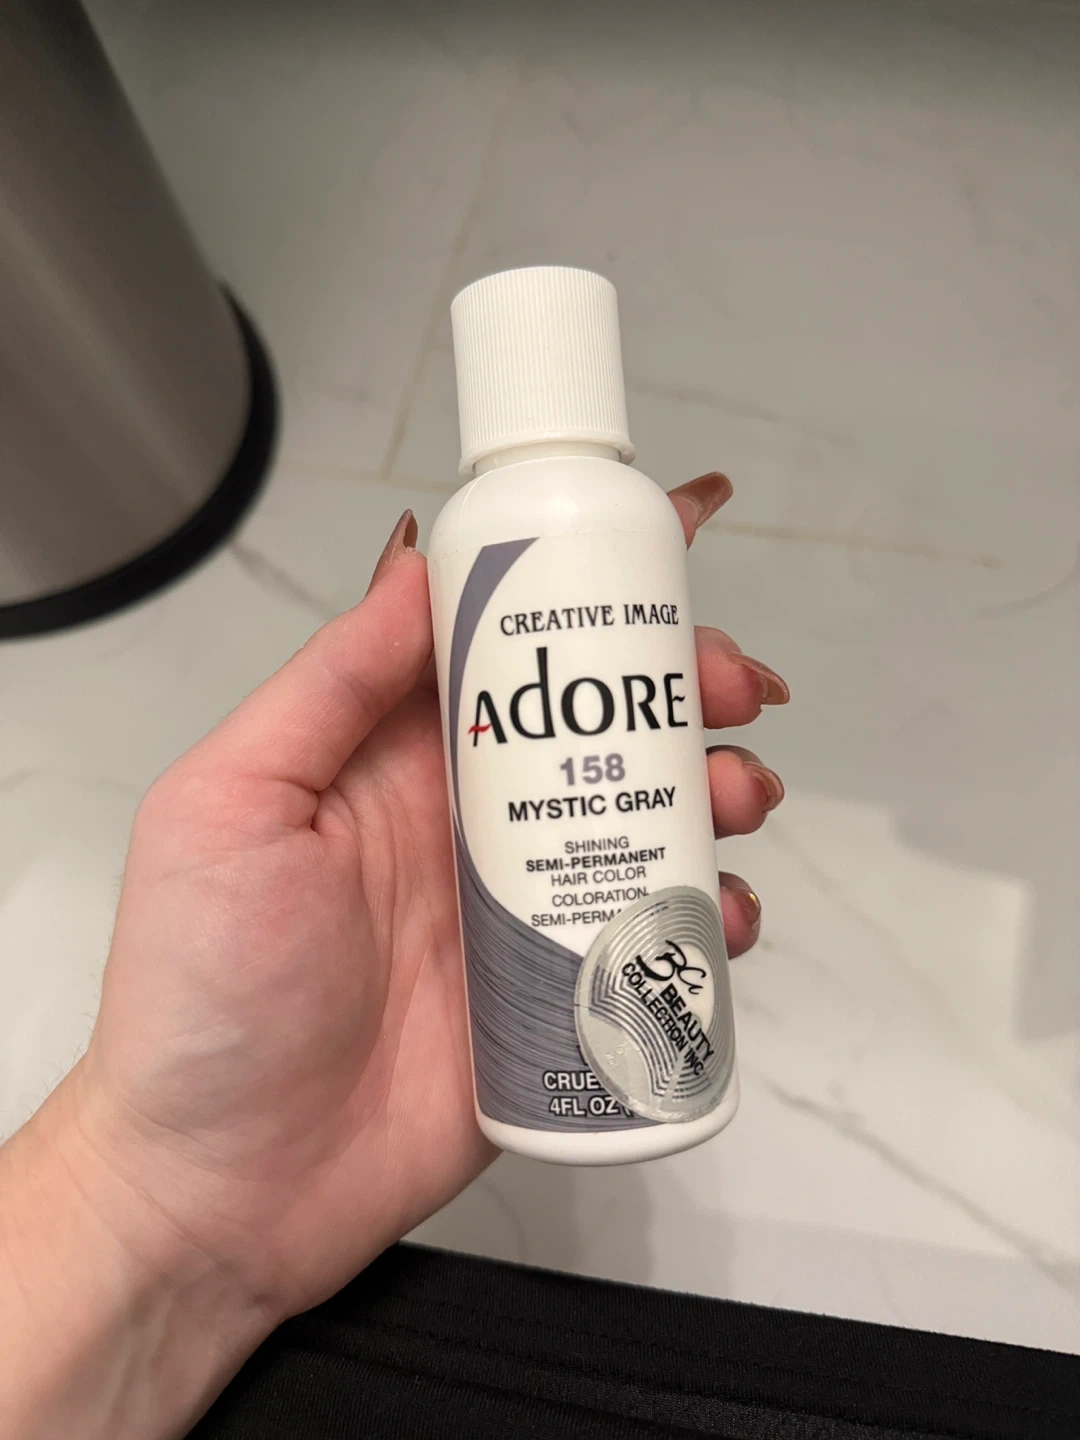 CREATIVE IMAGE
ADORE
158
MYSTIC GRAY
SHINING
SEMI-PERMANENT
HAIR COLOR
COLORATION
BEAUTY
COLLECTION INC
4FL OZ